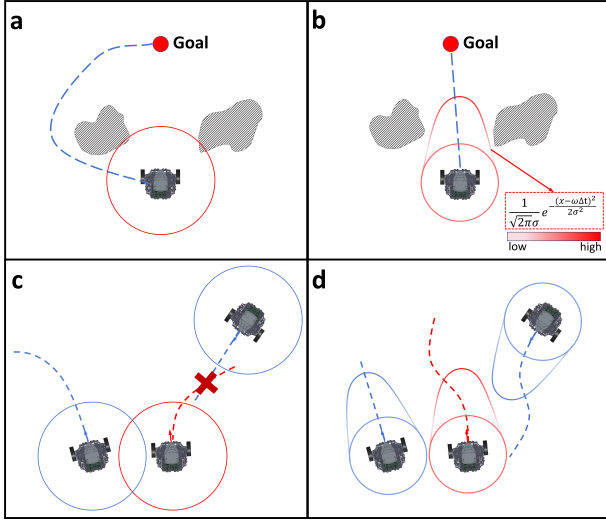 a
Goal
b
Goal
1/(√2πσ) e^−(x−ωΔt)²/2σ²
low high
c
d